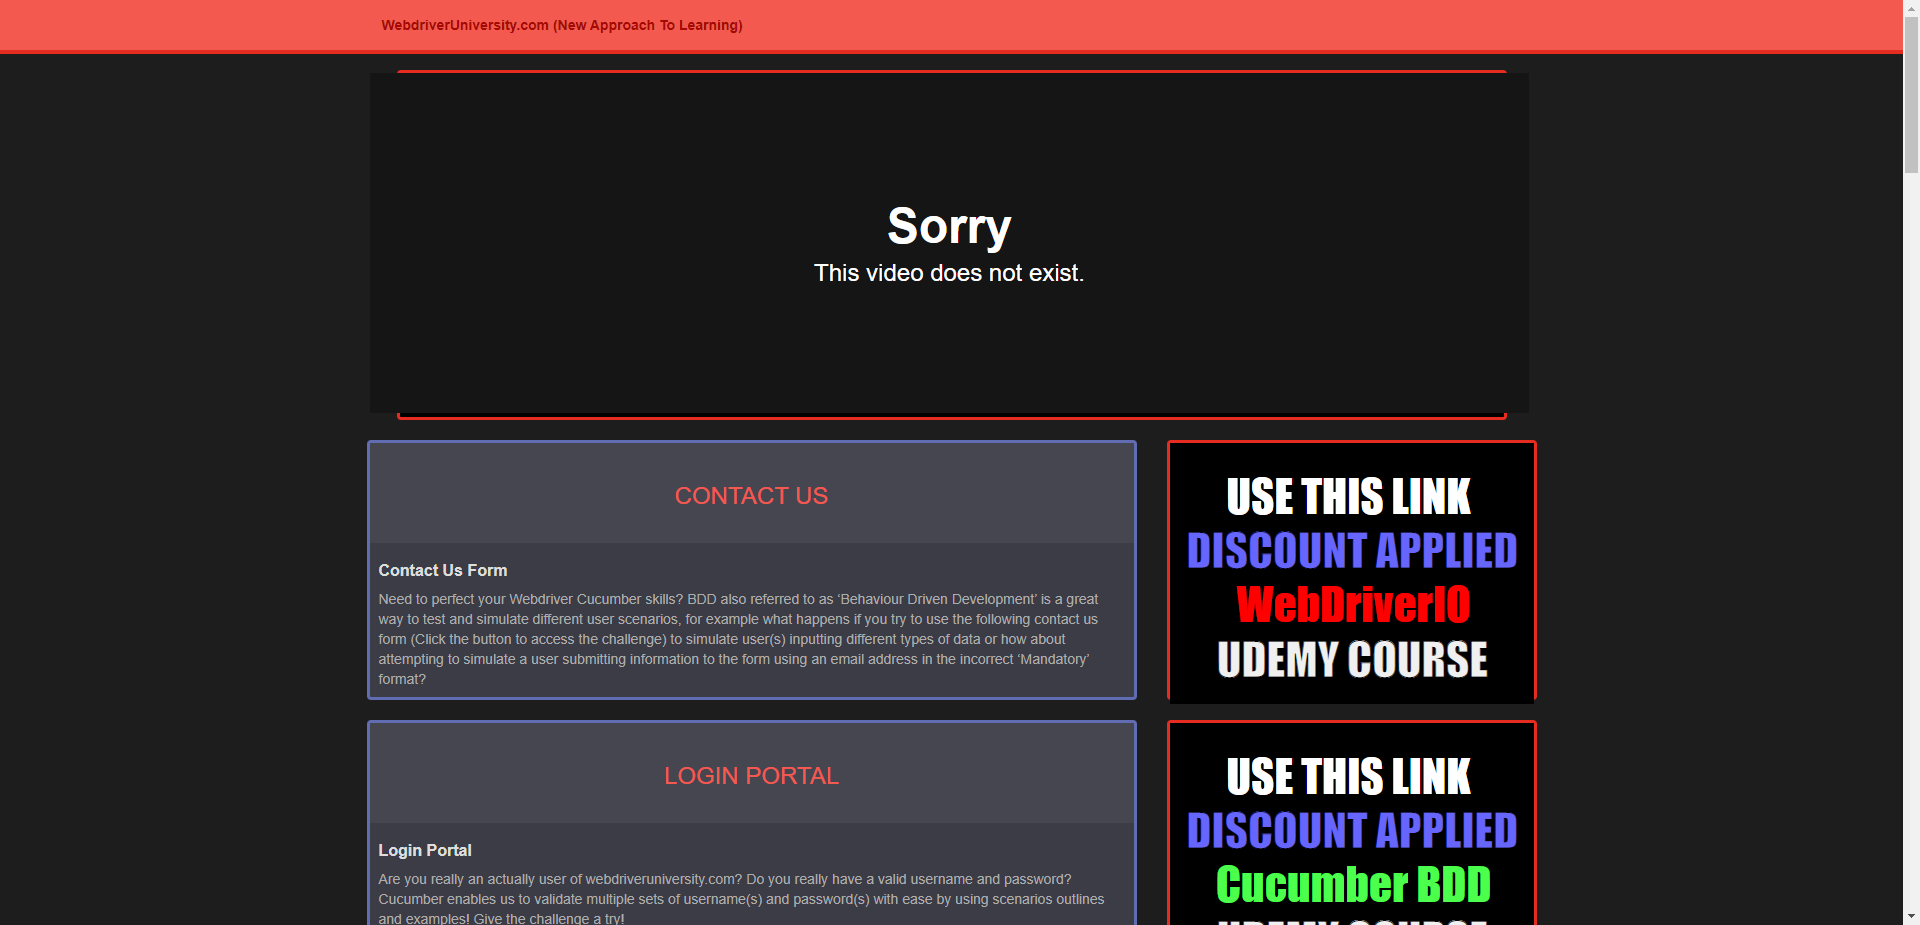 WebdriverUniversity.com (New Approach To Learning)
Sorry
This video does not exist.
CONTACT US
Contact Us Form
Need to perfect your Webdriver Cucumber skills? BDD also referred to as ‘Behaviour Driven Development’ is a great
way to test and simulate different user scenarios, for example what happens if you try to use the following contact us
form (Click the button to access the challenge) to simulate user(s) inputting different types of data or how about
attempting to simulate a user submitting information to the form using an email address in the incorrect ‘Mandatory’
format?
USE THIS LINK
DISCOUNT APPLIED
WebDriverIO
UDEMY COURSE
LOGIN PORTAL
Login Portal
Are you really an actually user of webdriveruniversity.com? Do you really have a valid username and password?
Cucumber enables us to validate multiple sets of username(s) and password(s) with ease by using scenarios outlines
and examples! Give the challenge a try!
USE THIS LINK
DISCOUNT APPLIED
Cucumber BDD
UDEMY COURSE